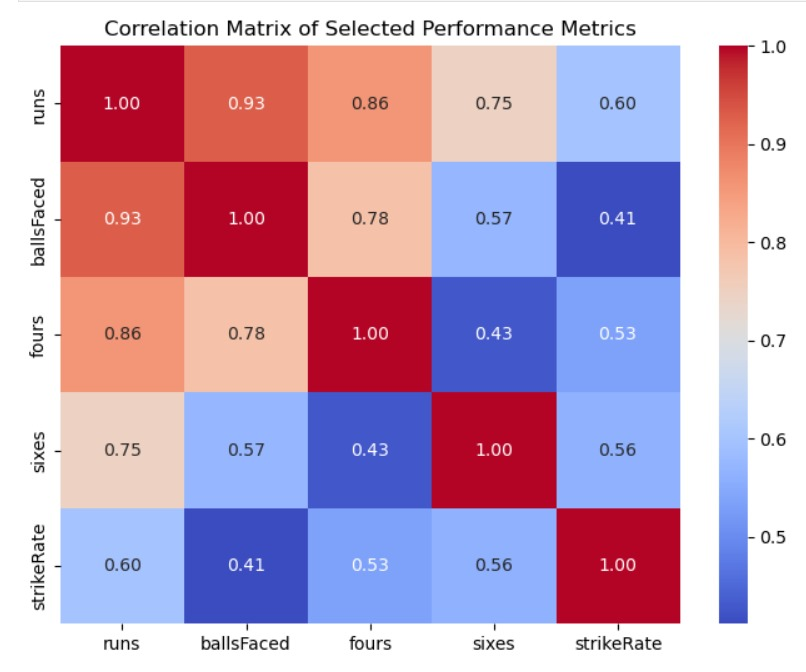 Correlation Matrix of Selected Performance Metrics
runs 1.00 0.93 0.86 0.75 0.60
ballsFaced 0.93 1.00 0.78 0.57 0.41
fours 0.86 0.78 1.00 0.43 0.53
sixes 0.75 0.57 0.43 1.00 0.56
strikeRate 0.60 0.41 0.53 0.56 1.00
runs ballsFaced fours sixes strikeRate
1.0
0.9
0.8
0.7
0.6
0.5